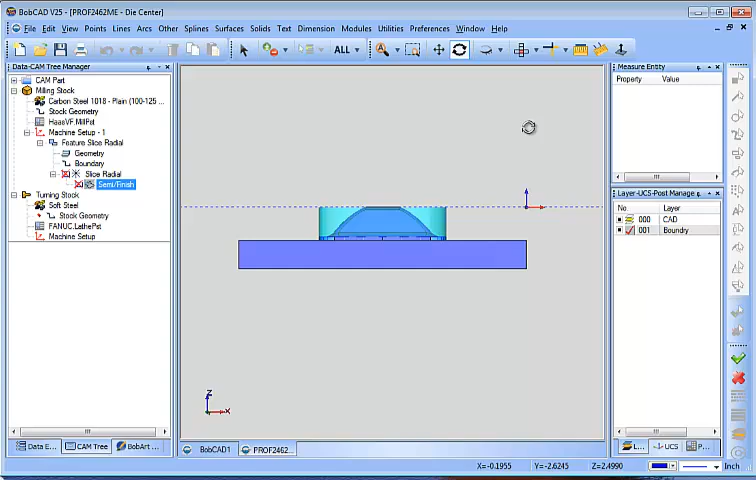 BobCAD V25 - [PROF2462ME - Die Center]
File Edit View Points Lines Arcs Other Splines Surfaces Solids Text Dimension Modules Utilities Preferences Window Help
ALL
Data-CAM Tree Manager
CAM Part
Milling Stock
Carbon Steel 1018 - Plain (100-125 ...
Stock Geometry
HaasVF.MillPst
Machine Setup - 1
Feature Slice Radial
Geometry
Boundary
Slice Radial
Semi/Finish
Turning Stock
Soft Steel
Stock Geometry
FANUC.LathePst
Machine Setup
Data E... CAM Tree BobArt ...
Z
X
BobCAD1 PROF2462...
Measure Entity
Property Value
Layer-UCS-Post Manage
No. Layer
000 CAD
001 Boundry
L... UCS P...
X=-0.1955 Y=-2.6245 Z=2.4990 Inch